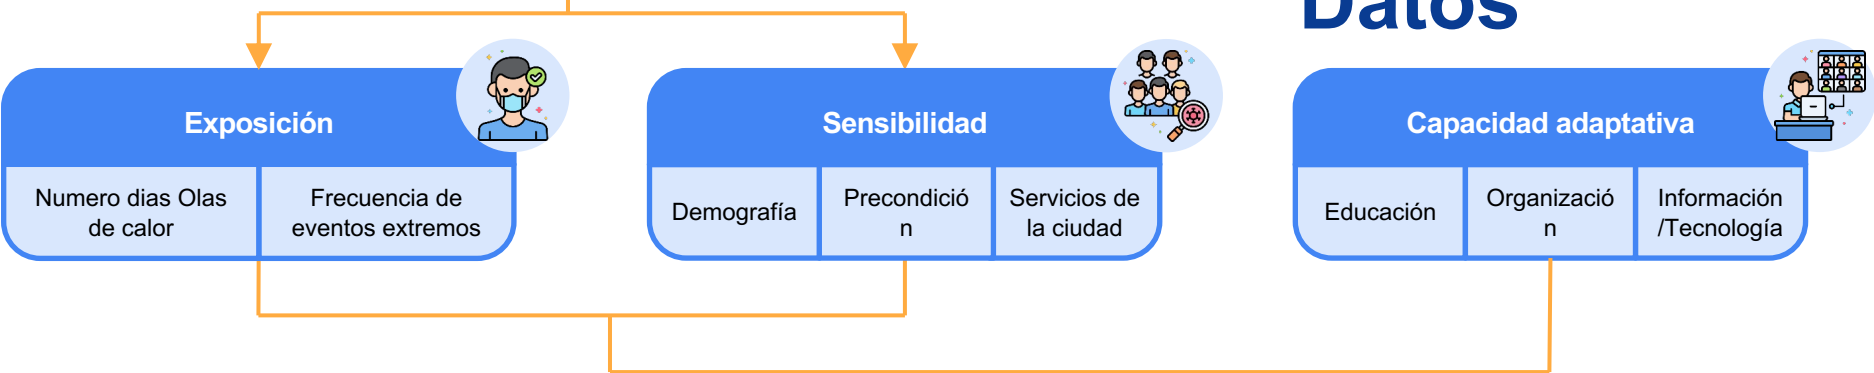 Datos
Exposición
Numero dias Olas
de calor
Frecuencia de
eventos extremos
Sensibilidad
Demografía
Precondició
n
Servicios de
la ciudad
Capacidad adaptativa
Educación
Organizació
n
Información
/Tecnología